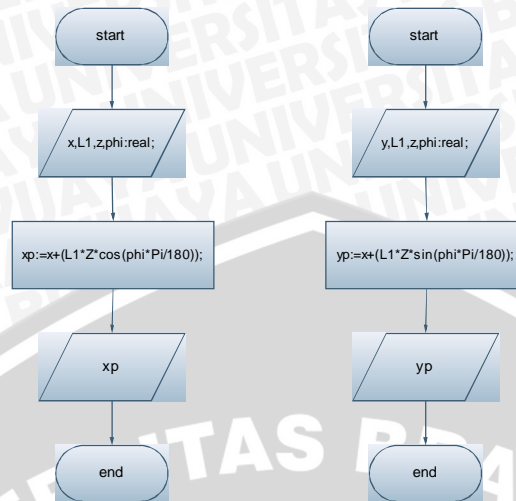 start
x,L1,z,phi:real;
xp:=x+(L1*Z*cos(phi*Pi/180));
xp
end
start
y,L1,z,phi:real;
yp:=x+(L1*Z*sin(phi*Pi/180));
yp
end